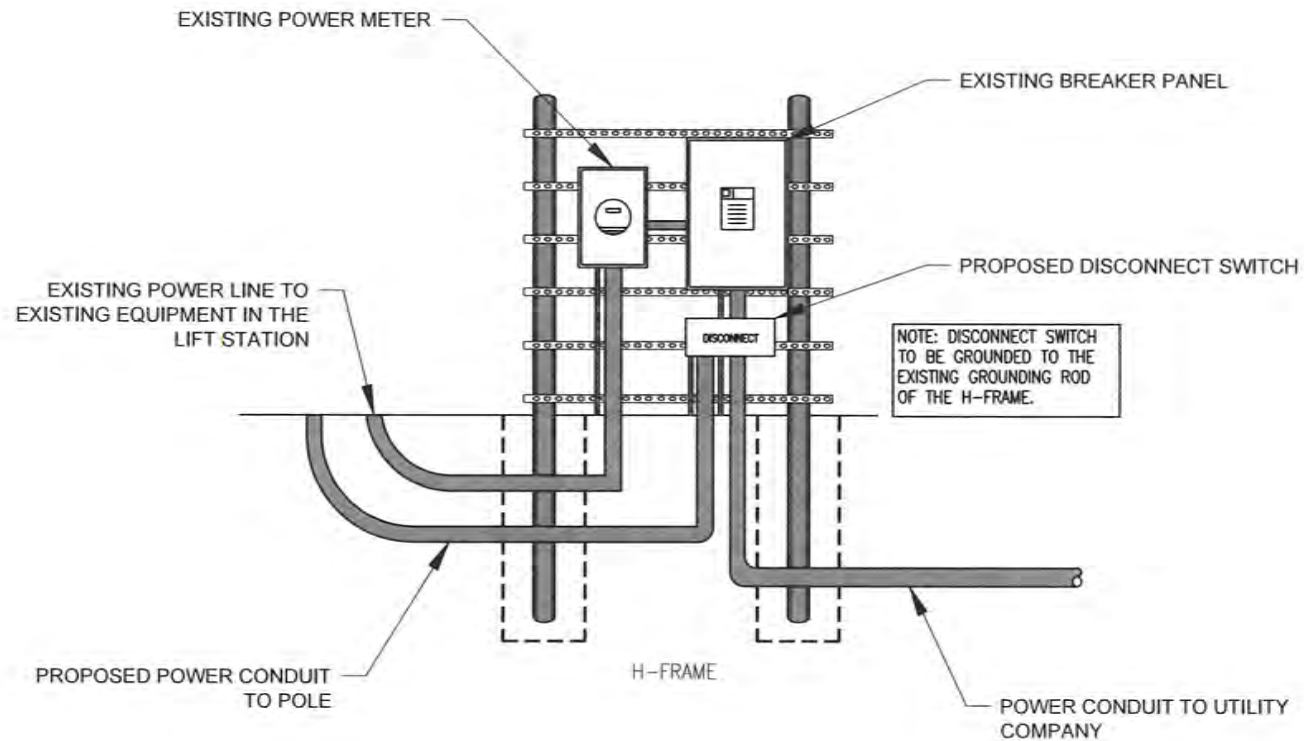 EXISTING POWER METER
EXISTING BREAKER PANEL
PROPOSED DISCONNECT SWITCH
EXISTING POWER LINE TO
EXISTING EQUIPMENT IN THE
LIFT STATION
DISCONNECT
NOTE: DISCONNECT SWITCH
TO BE GROUNDED TO THE
EXISTING GROUNDING ROD
OF THE H-FRAME.
PROPOSED POWER CONDUIT
TO POLE
H-FRAME
POWER CONDUIT TO UTILITY
COMPANY